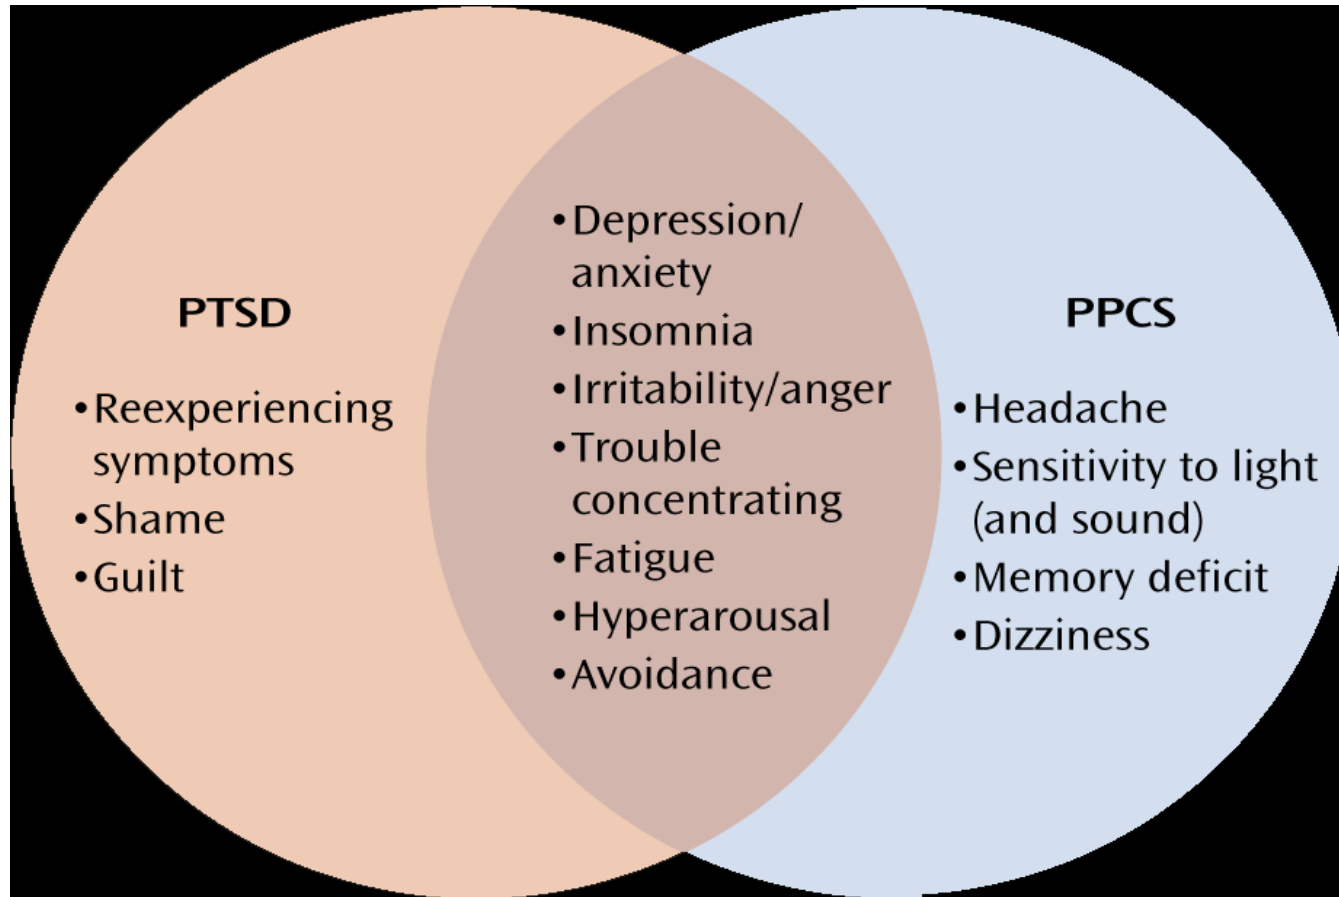 PTSD
•Reexperiencing
symptoms
•Shame
•Guilt
•Depression/
anxiety
•Insomnia
•Irritability/anger
•Trouble
concentrating
•Fatigue
•Hyperarousal
•Avoidance
PPCS
•Headache
•Sensitivity to light
(and sound)
•Memory deficit
•Dizziness